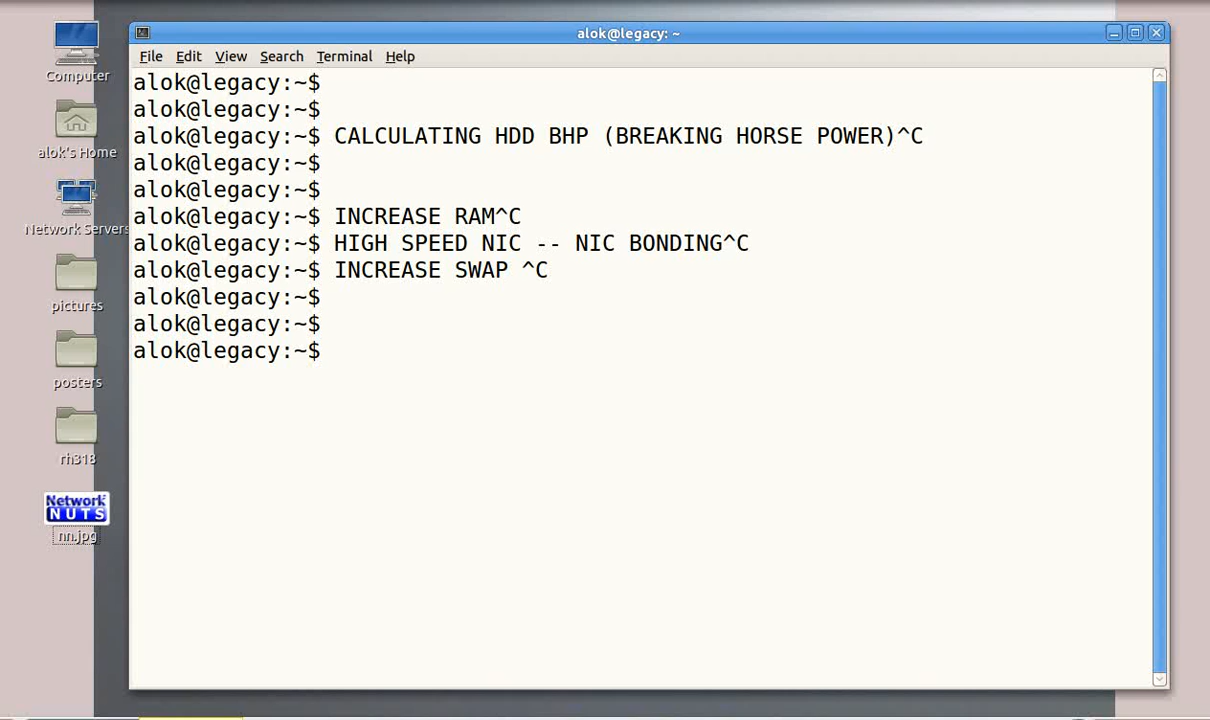 alok@legacy: ~
File Edit View Search Terminal Help
alok@legacy:~$
alok@legacy:~$
alok@legacy:~$ CALCULATING HDD BHP (BREAKING HORSE POWER)^C
alok@legacy:~$
alok@legacy:~$
alok@legacy:~$ INCREASE RAM^C
alok@legacy:~$ HIGH SPEED NIC -- NIC BONDING^C
alok@legacy:~$ INCREASE SWAP ^C
alok@legacy:~$
alok@legacy:~$
alok@legacy:~$
Computer
alok's Home
Network Servers
pictures
posters
rh318
Network
NUTS
nn.jpg